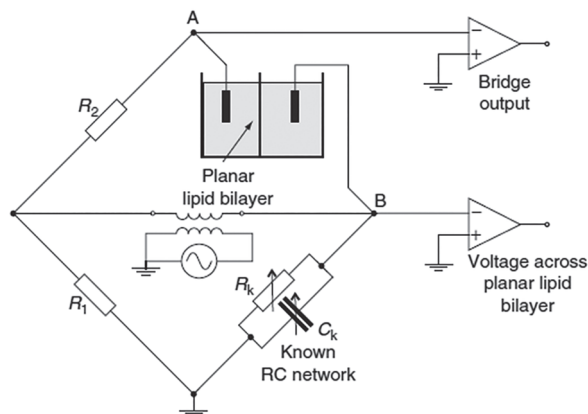 A
−
+
Bridge
output
R2
Planar
lipid bilayer
B
−
+
Voltage across
planar lipid
bilayer
R1
Rk
Ck
Known
RC network